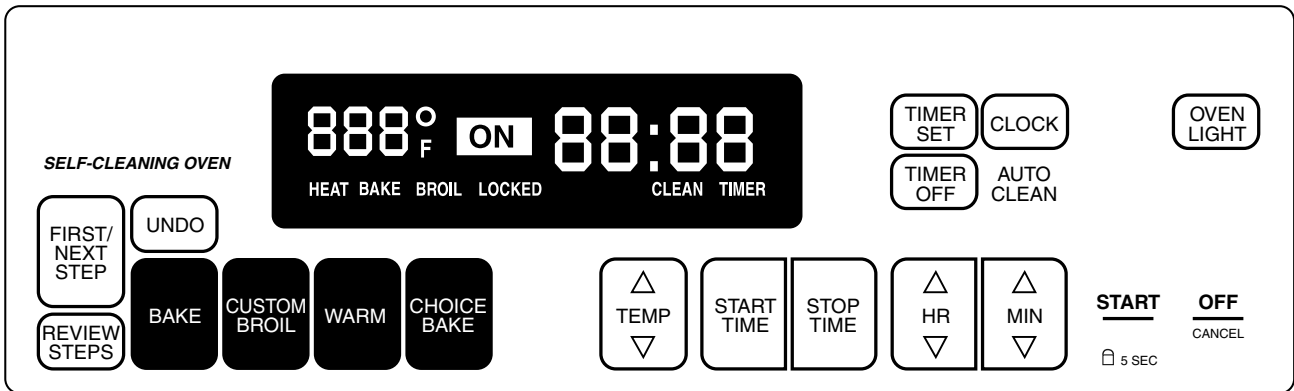 SELF-CLEANING OVEN
FIRST/
NEXT
STEP
UNDO
REVIEW
STEPS
BAKE
CUSTOM
BROIL
WARM
CHOICE
BAKE
888°F
ON
88:88
HEAT BAKE BROIL LOCKED CLEAN TIMER
TEMP
START
TIME
STOP
TIME
TIMER
SET
CLOCK
TIMER
OFF
AUTO
CLEAN
HR
MIN
OVEN
LIGHT
START
5 SEC
OFF
CANCEL